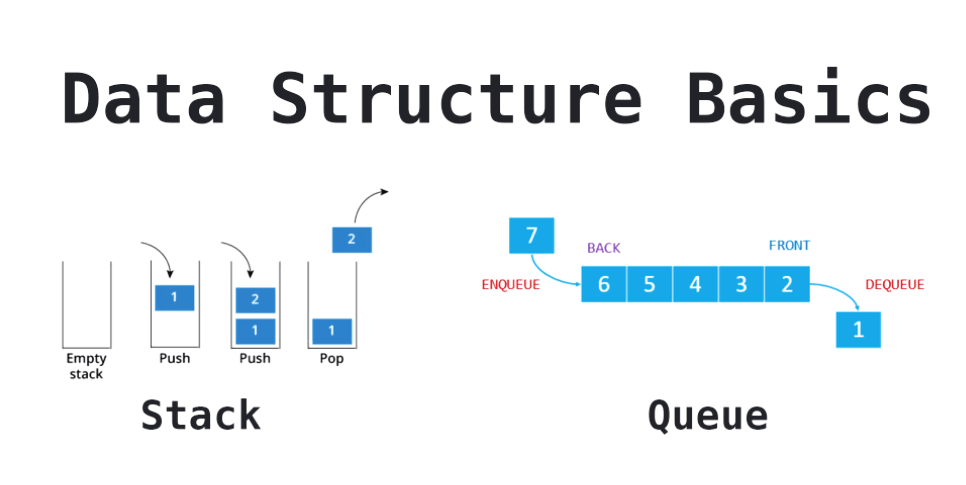 Data Structure Basics
1
Push
2
1
Push
2
1
Pop
Empty
stack
Stack
7
BACK
FRONT
ENQUEUE
6 5 4 3 2
DEQUEUE
1
Queue